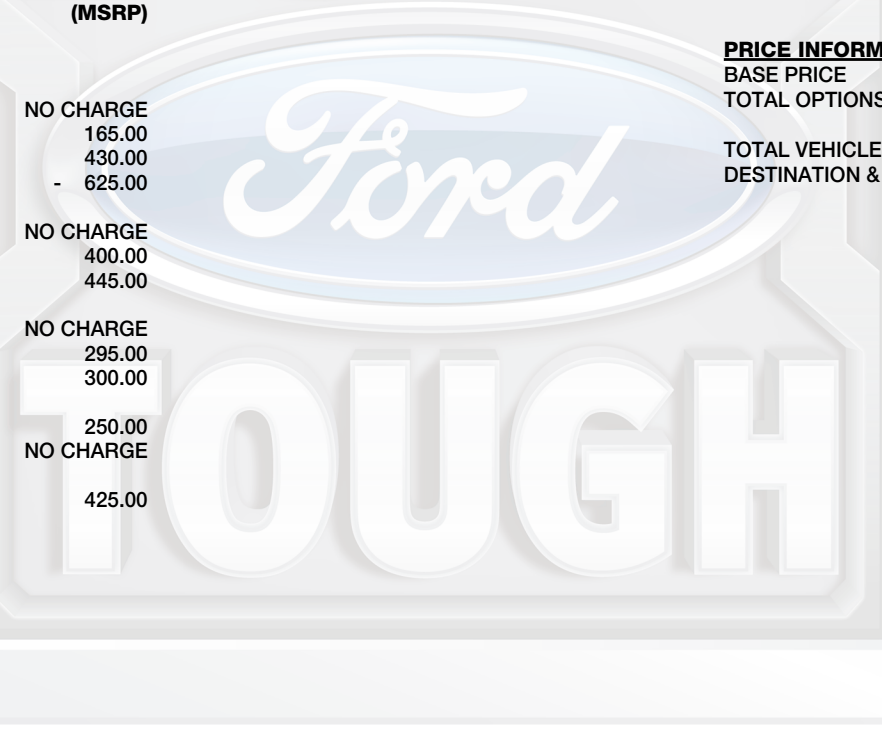 (MSRP)
NO CHARGE
165.00
430.00
- 625.00
NO CHARGE
400.00
445.00
NO CHARGE
295.00
300.00
250.00
NO CHARGE
425.00
PRICE INFORM
BASE PRICE
TOTAL OPTIONS
TOTAL VEHICLE
DESTINATION &
Ford
TOUGH